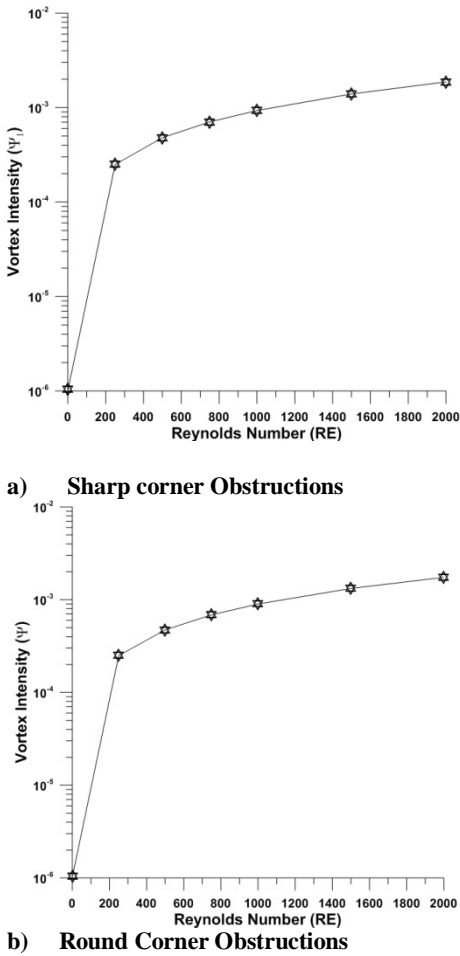 10⁻²
10⁻³
10⁻⁴
10⁻⁵
10⁻⁶
Vortex Intensity (Ψ₁)
0 200 400 600 800 1000 1200 1400 1600 1800 2000
Reynolds Number (RE)
a) Sharp corner Obstructions
10⁻²
10⁻³
10⁻⁴
10⁻⁵
10⁻⁶
Vortex Intensity (Ψ)
0 200 400 600 800 1000 1200 1400 1600 1800 2000
Reynolds Number (RE)
b) Round Corner Obstructions